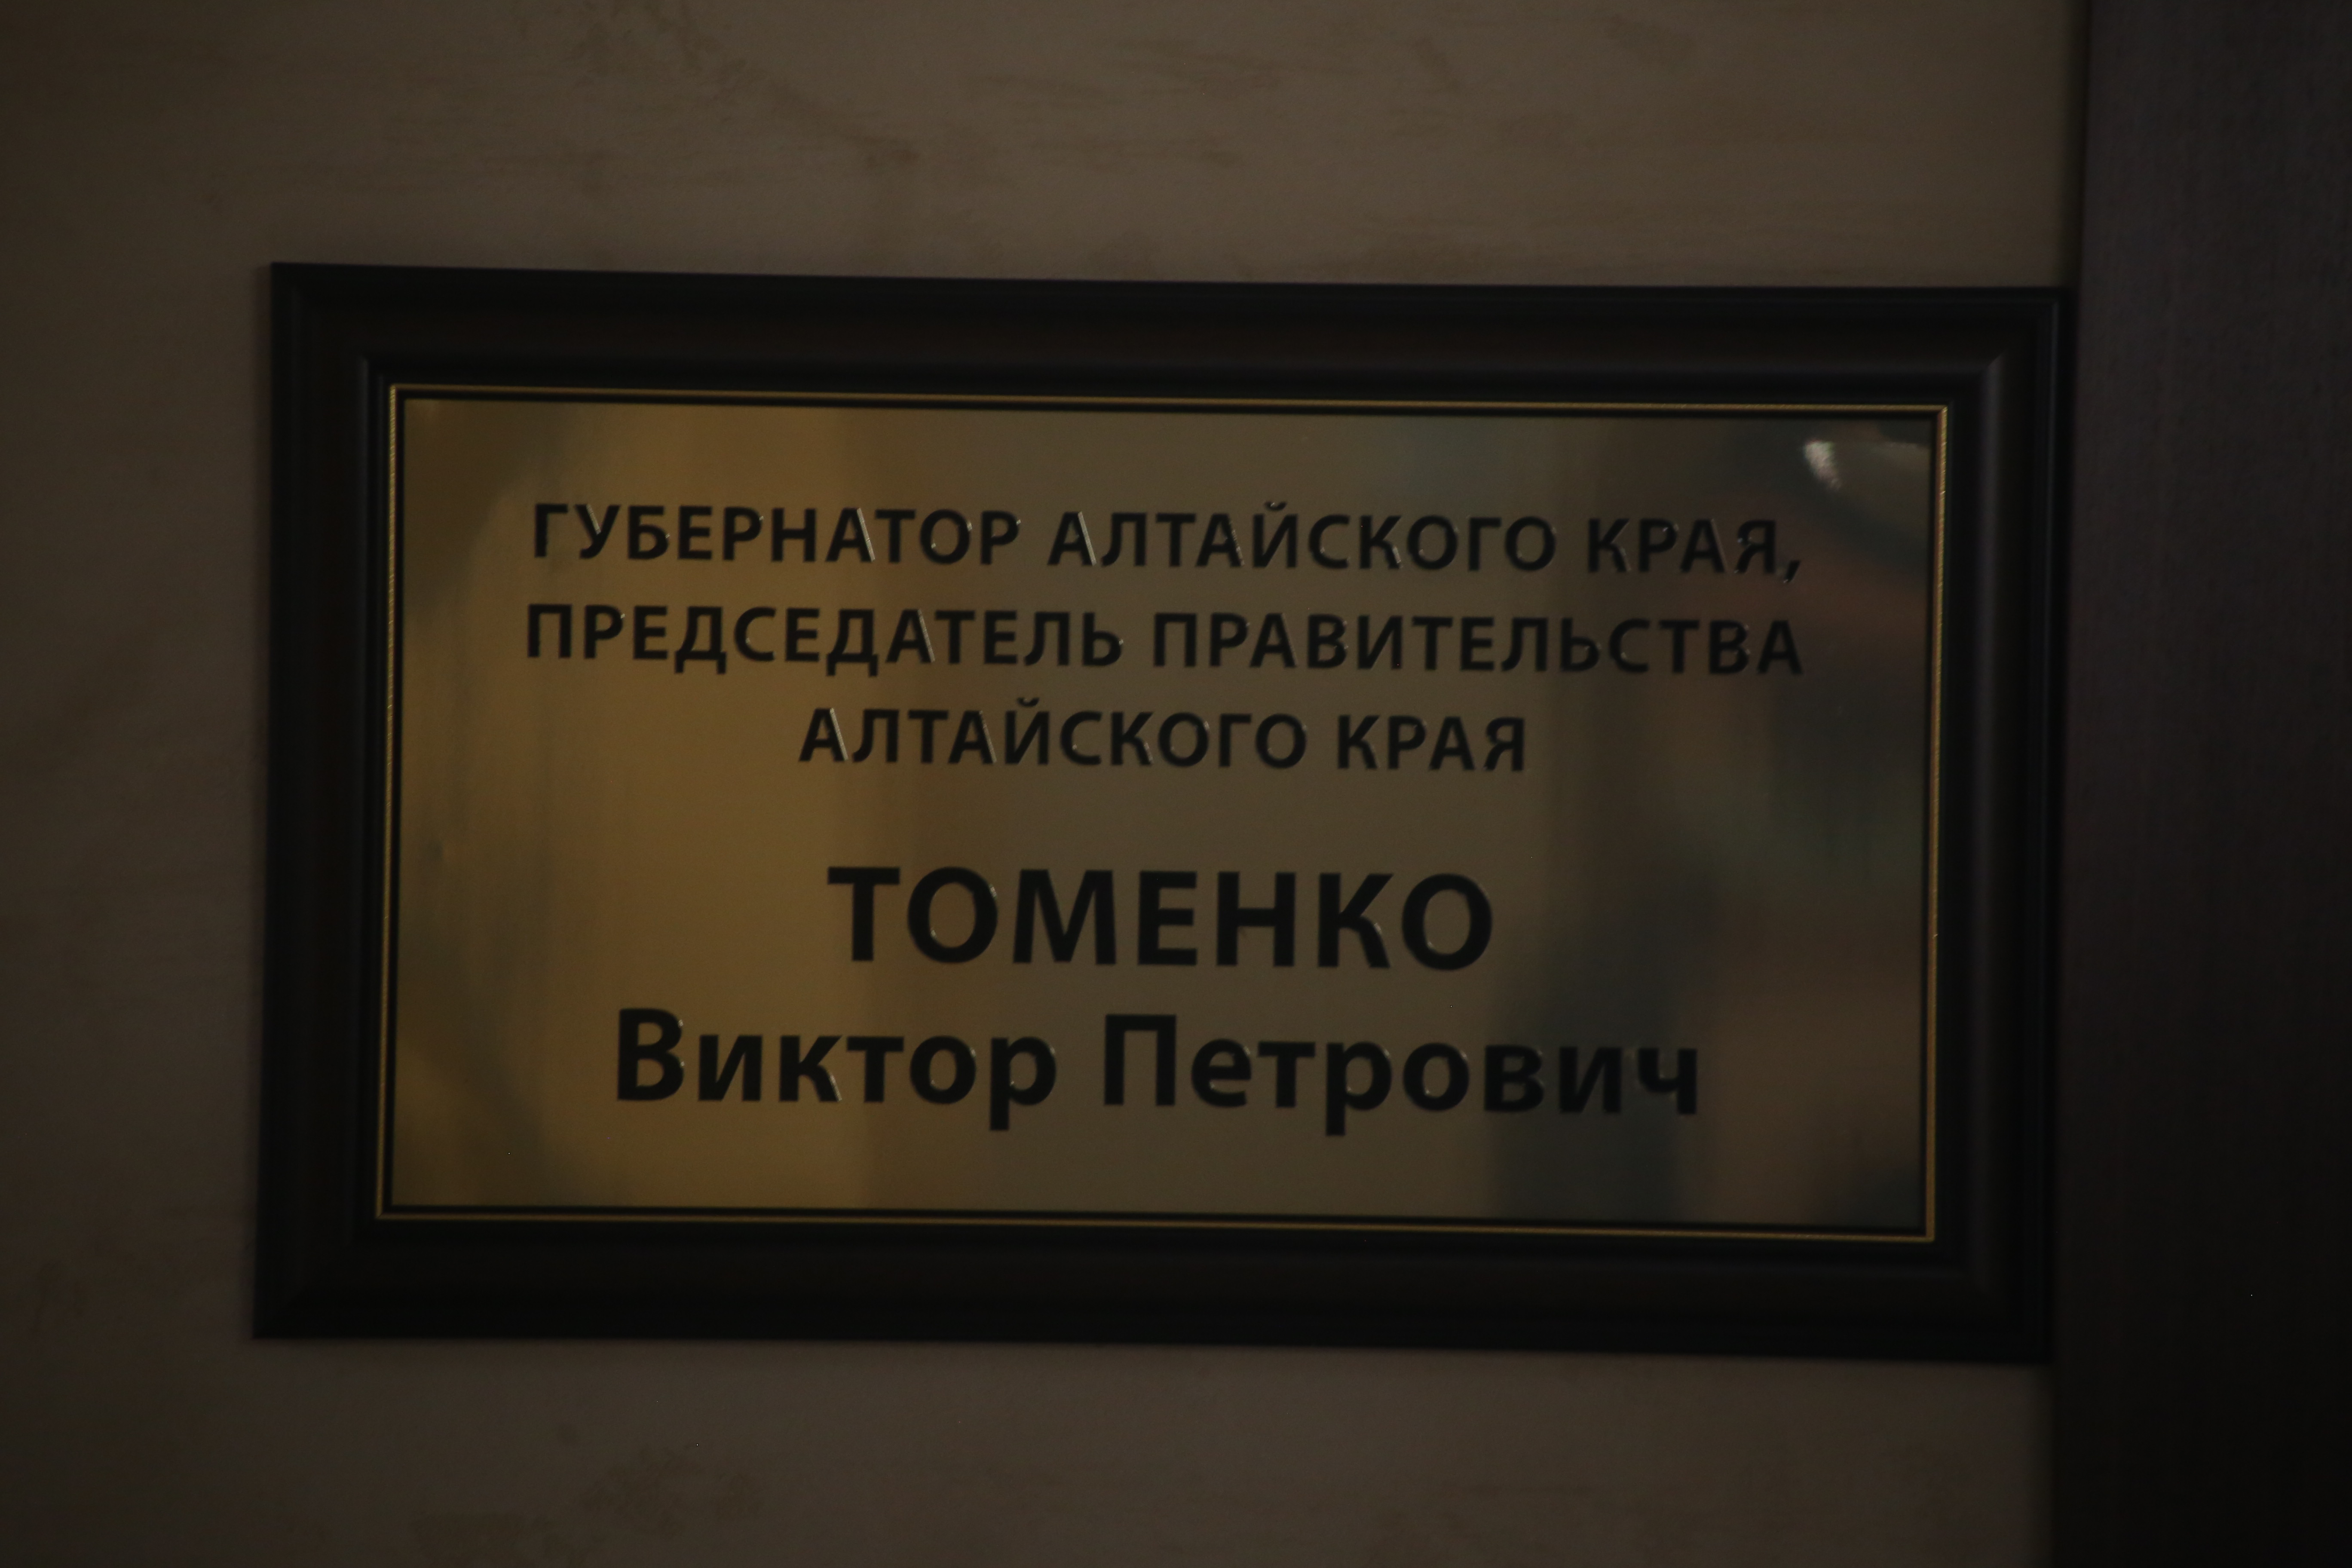 ГУБЕРНАТОР АЛТАЙСКОГО КРАЯ,
ПРЕДСЕДАТЕЛЬ ПРАВИТЕЛЬСТВА
АЛТАЙСКОГО КРАЯ
ТОМЕНКО
Виктор Петрович